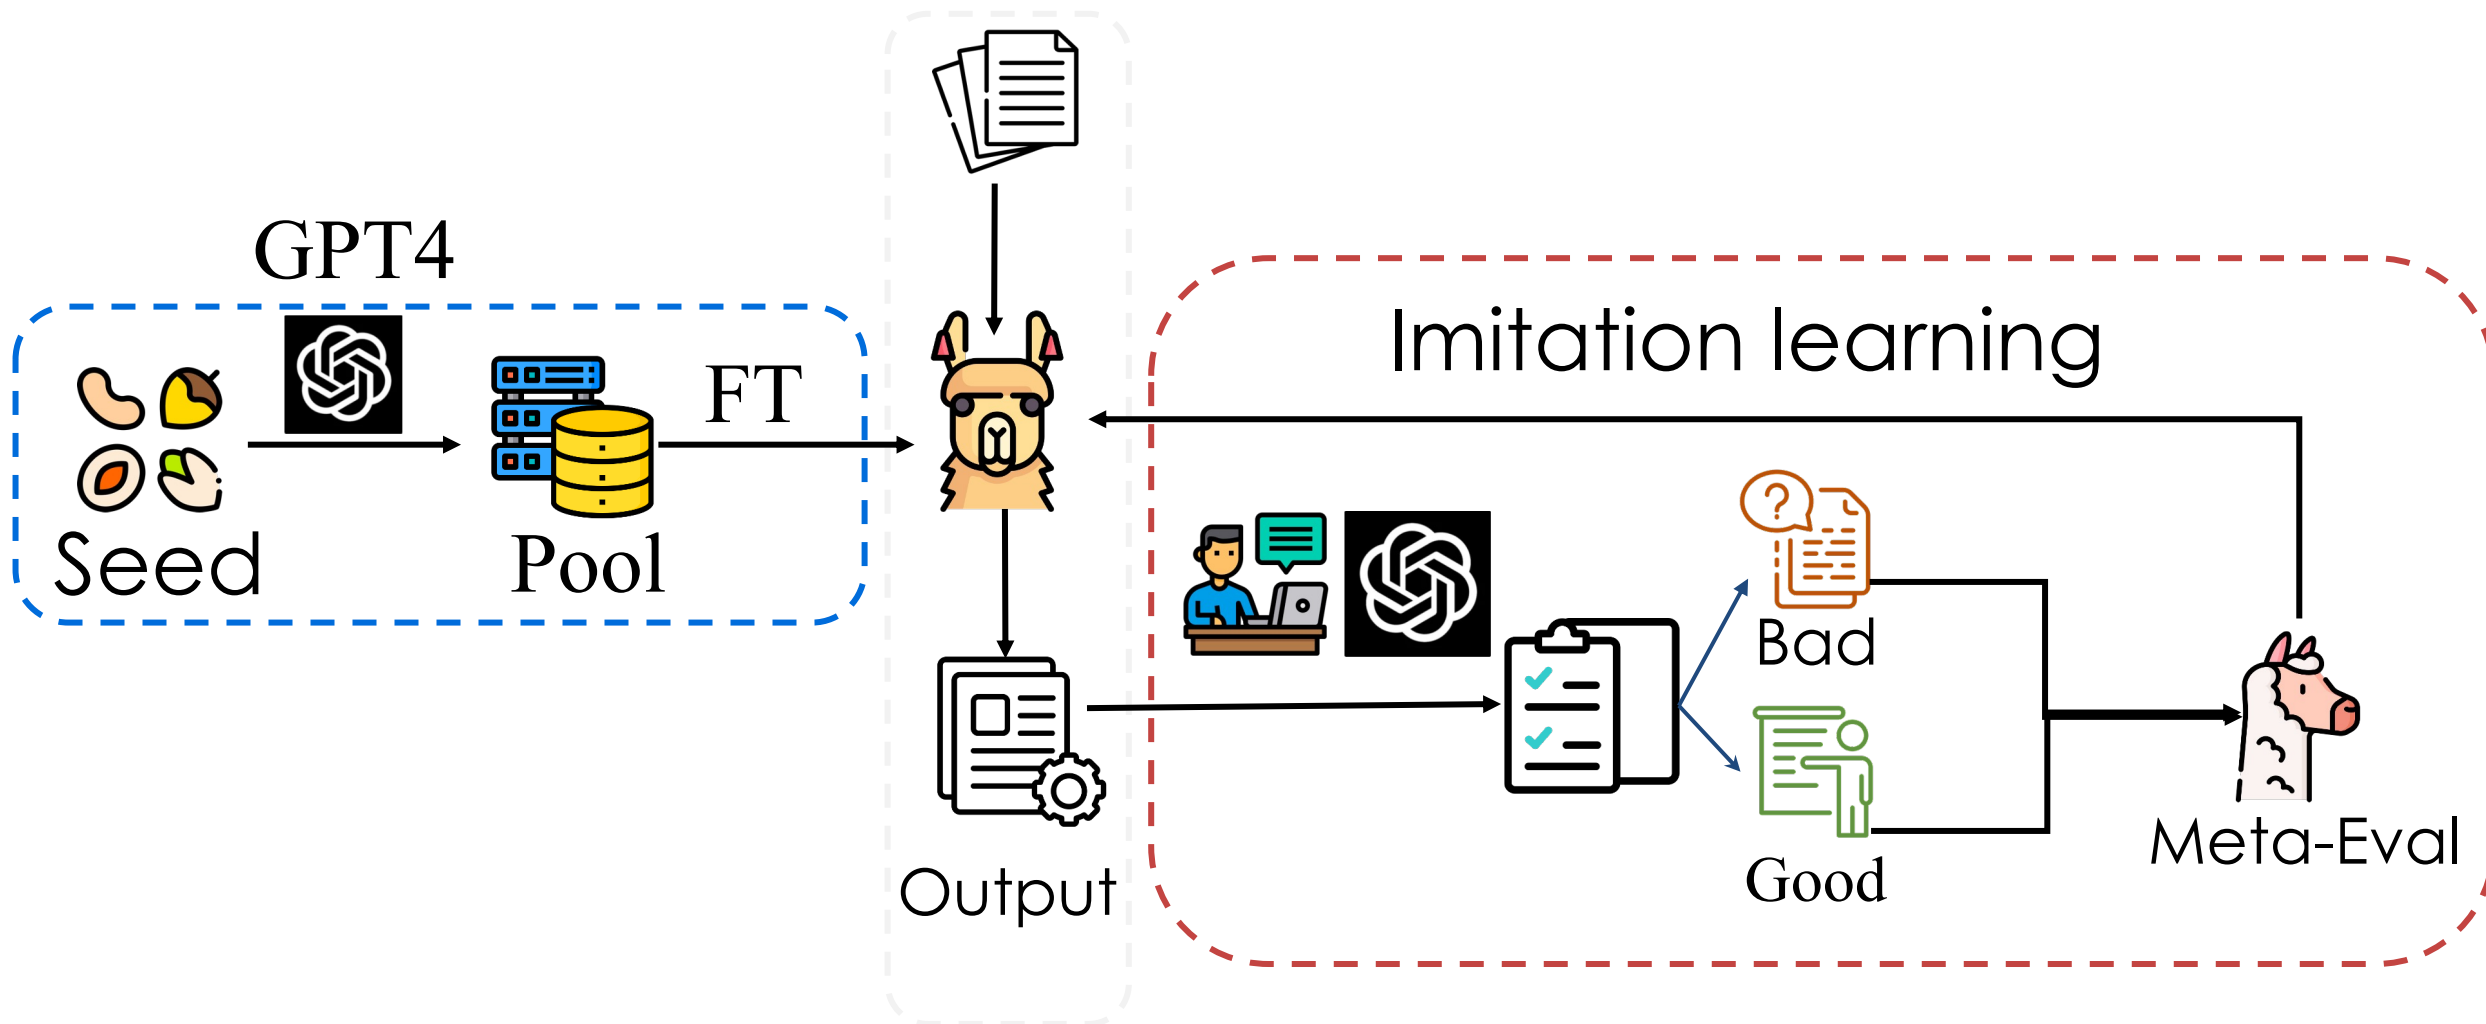 GPT4
Seed
Pool
FT
Output
Imitation learning
Bad
Good
Meta-Eval